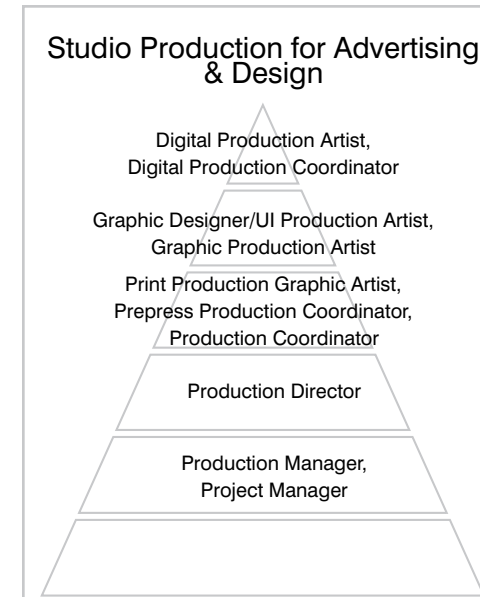 Studio Production for Advertising
& Design
Digital Production Artist,
Digital Production Coordinator
Graphic Designer/UI Production Artist,
Graphic Production Artist
Print Production Graphic Artist,
Prepress Production Coordinator,
Production Coordinator
Production Director
Production Manager,
Project Manager